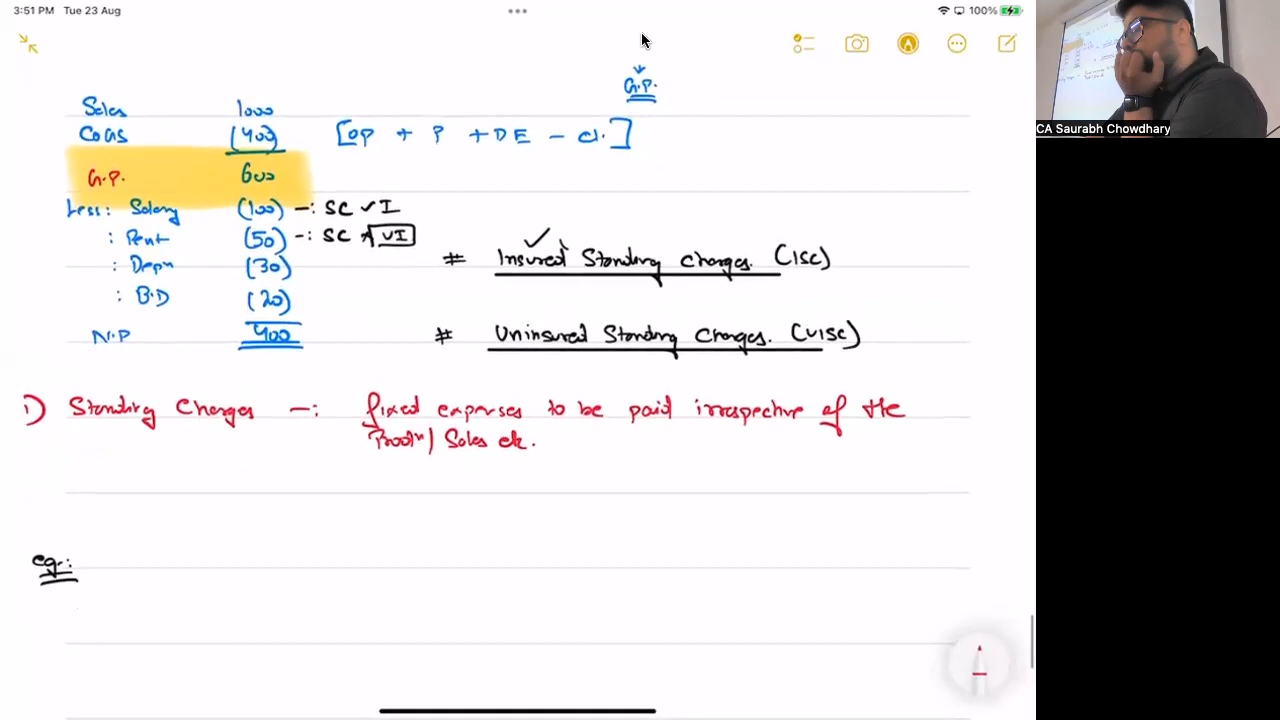 3:51 PM Tue 23 Aug
100%
G.P.
Sales 1000
COGS (400) [OP + P + DE - Cl.]
G.P. 600
Less: Salary (100) -: SC ✓ I
: Rent (50) -: SC UI
: Depn (30)
: B.D (20)
N.P 400
# Insured Standing Charges. (ISC)
# Uninsured Standing Charges. (UISC)
1) Standing Charges -: fixed expenses to be paid irrespective of the
Prodn/ Sales etc.
eg-:
CA Saurabh Chowdhary